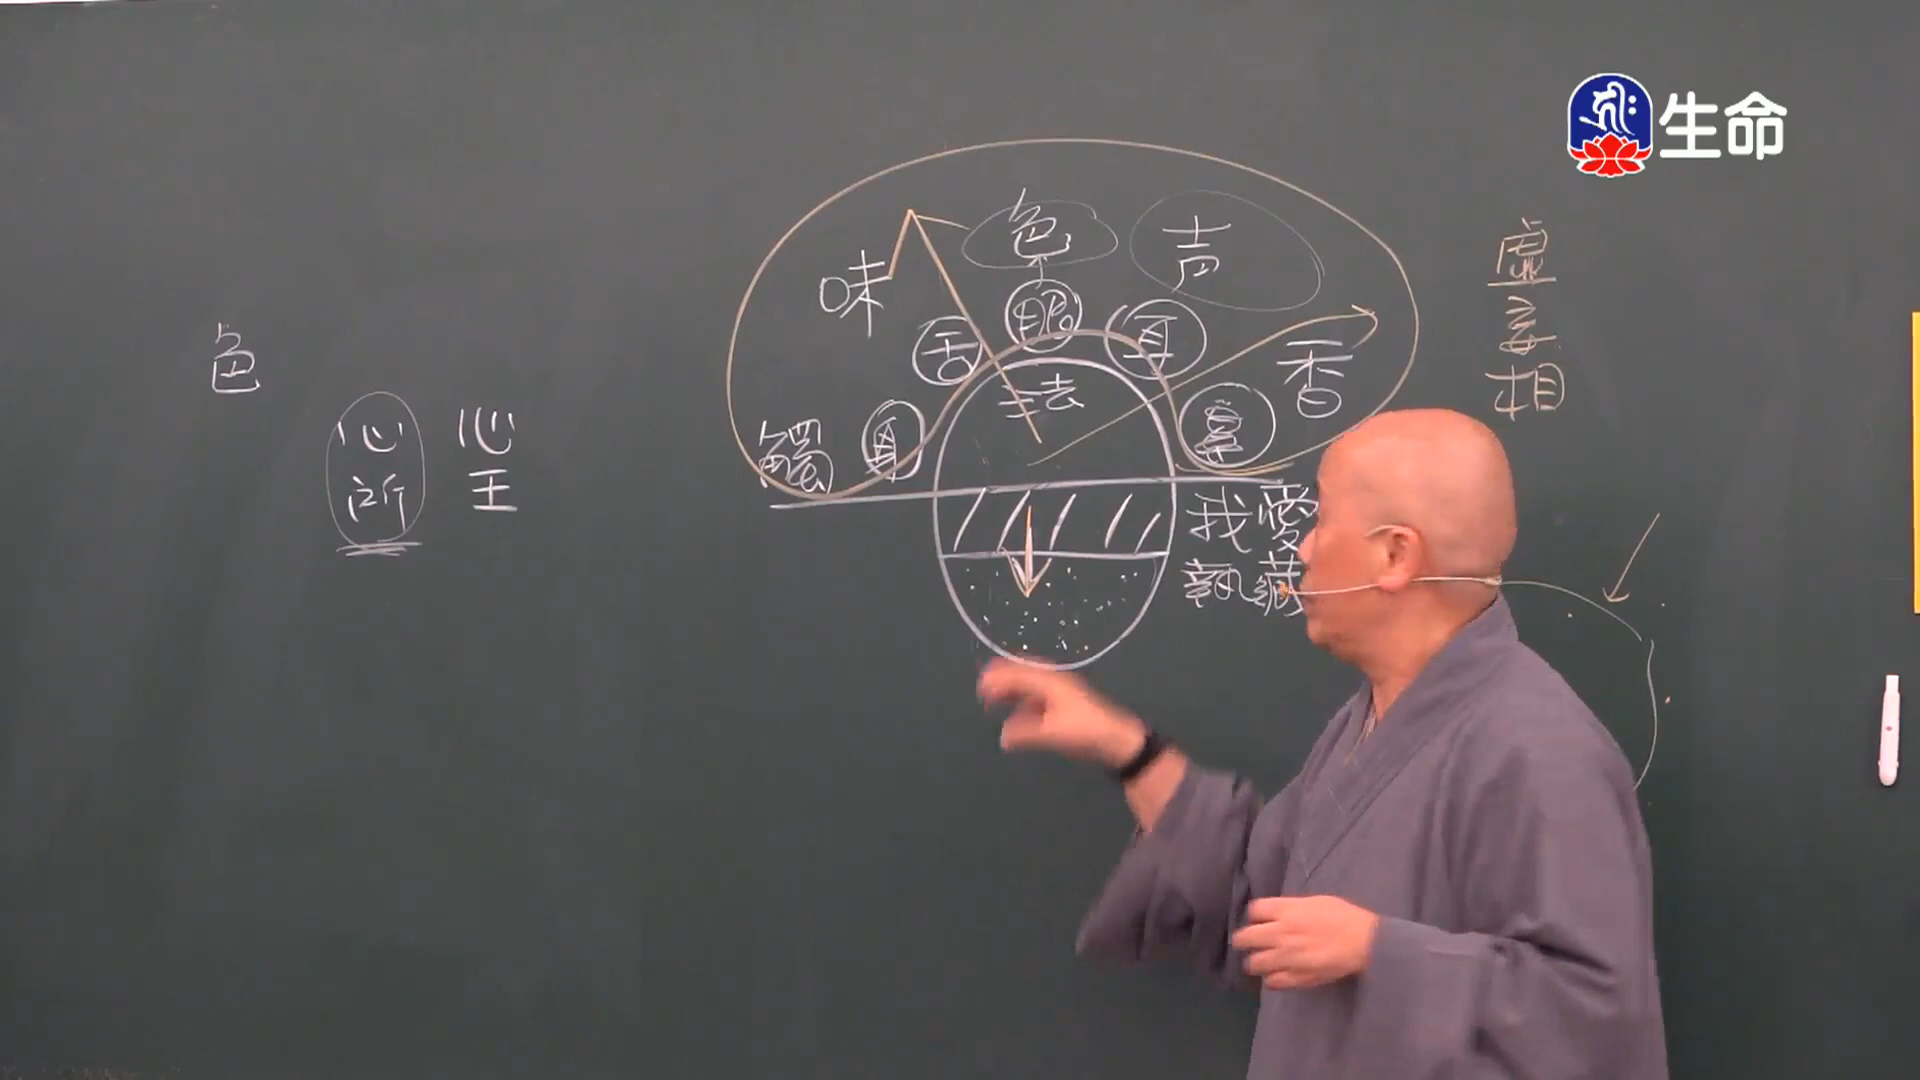 生命
色
声
味
眼
舌
耳
香
法
鼻
觸
身
虛
妄
相
色
心所
心王
我愛
執藏